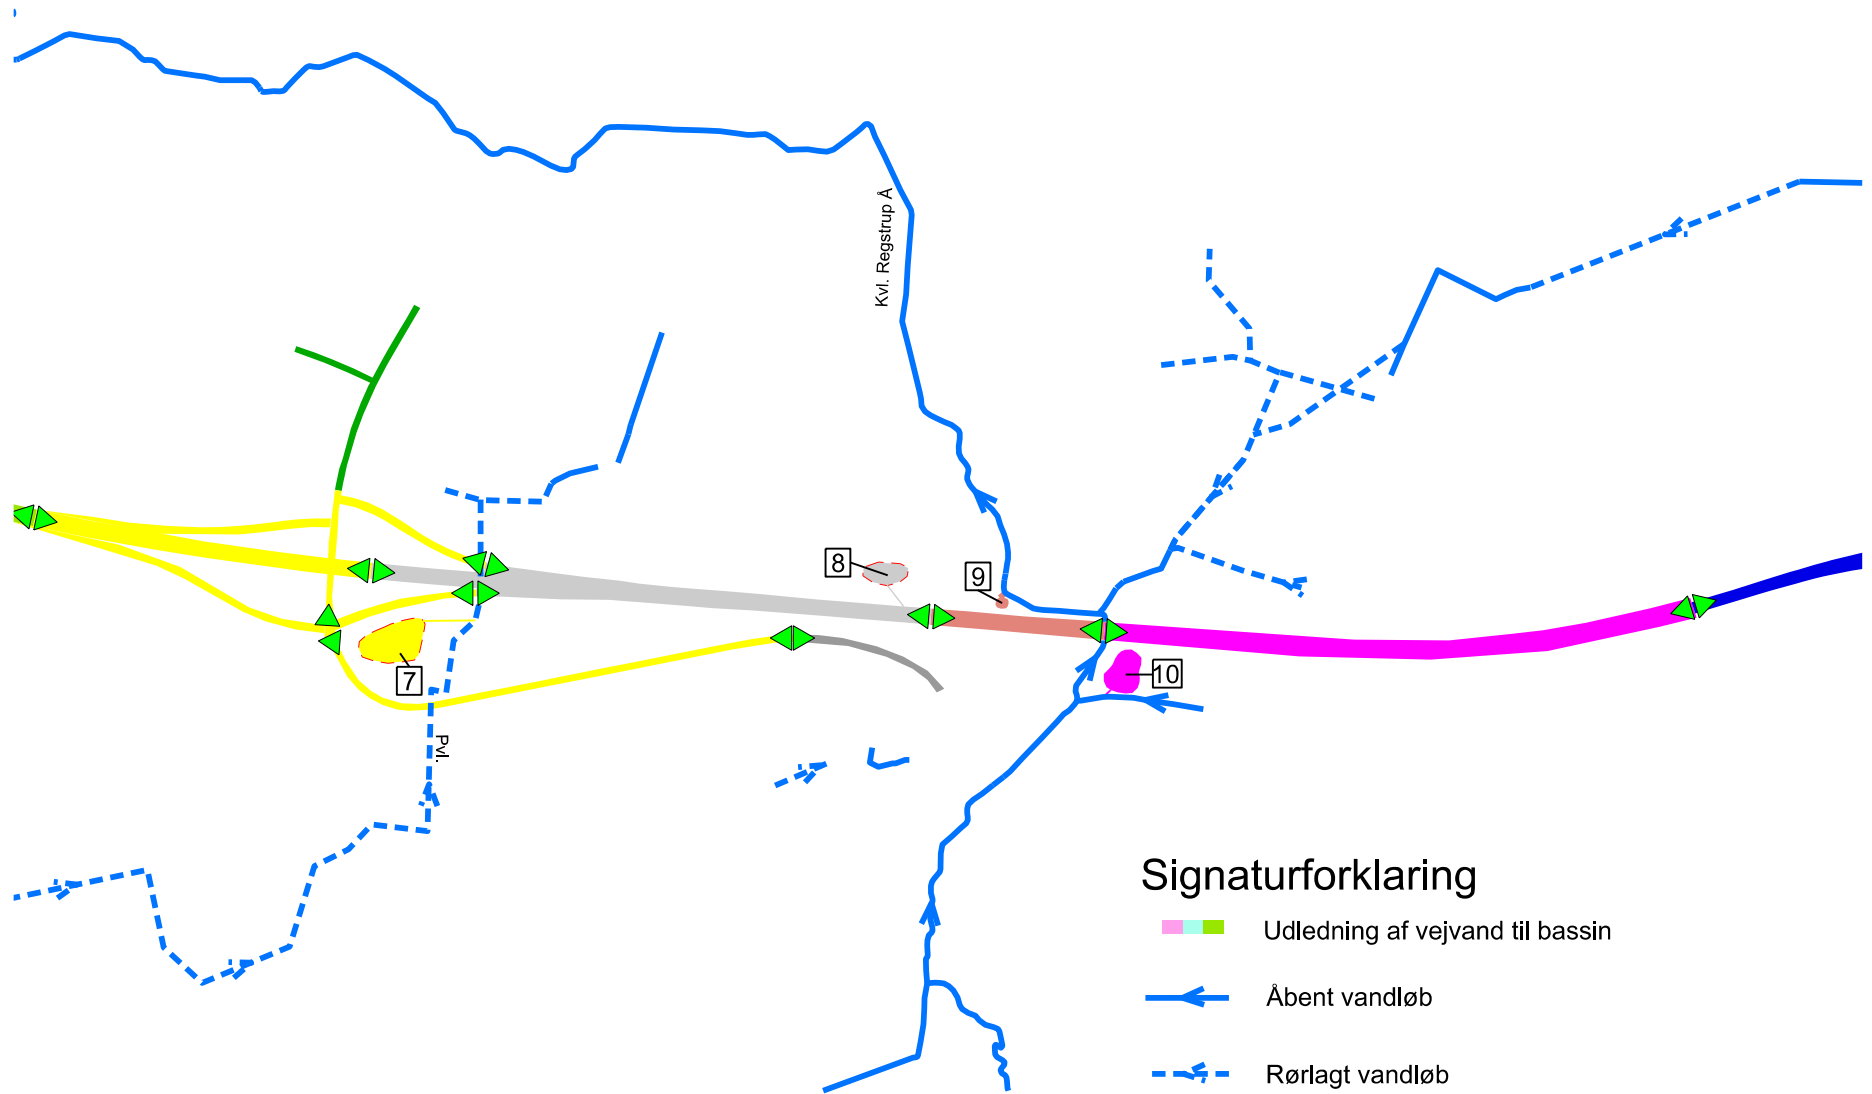 Kvl. Regstrup Å
8
9
7
10
Pvl.
Signaturforklaring
Udledning af vejvand til bassin
Åbent vandløb
Rørlagt vandløb